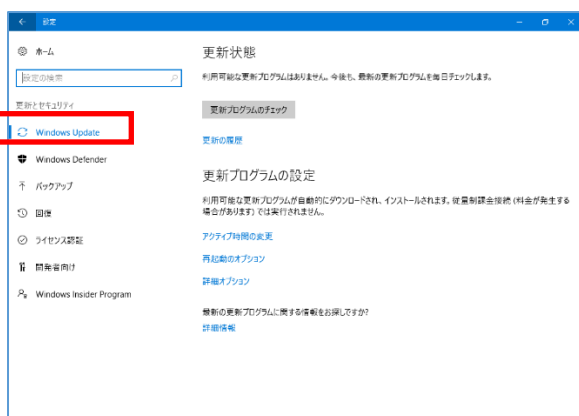 設定
ホーム
設定の検索
更新とセキュリティ
Windows Update
Windows Defender
バックアップ
回復
ライセンス認証
開発者向け
Windows Insider Program
更新状態
利用可能な更新プログラムはありません。今後も、最新の更新プログラムを毎日チェックします。
更新プログラムのチェック
更新の履歴
更新プログラムの設定
利用可能な更新プログラムが自動的にダウンロードされ、インストールされます。従量制課金接続 (料金が発生する
場合があります) では実行されません。
アクティブ時間の変更
再起動のオプション
詳細オプション
最新の更新プログラムに関する情報をお探しですか?
詳細情報